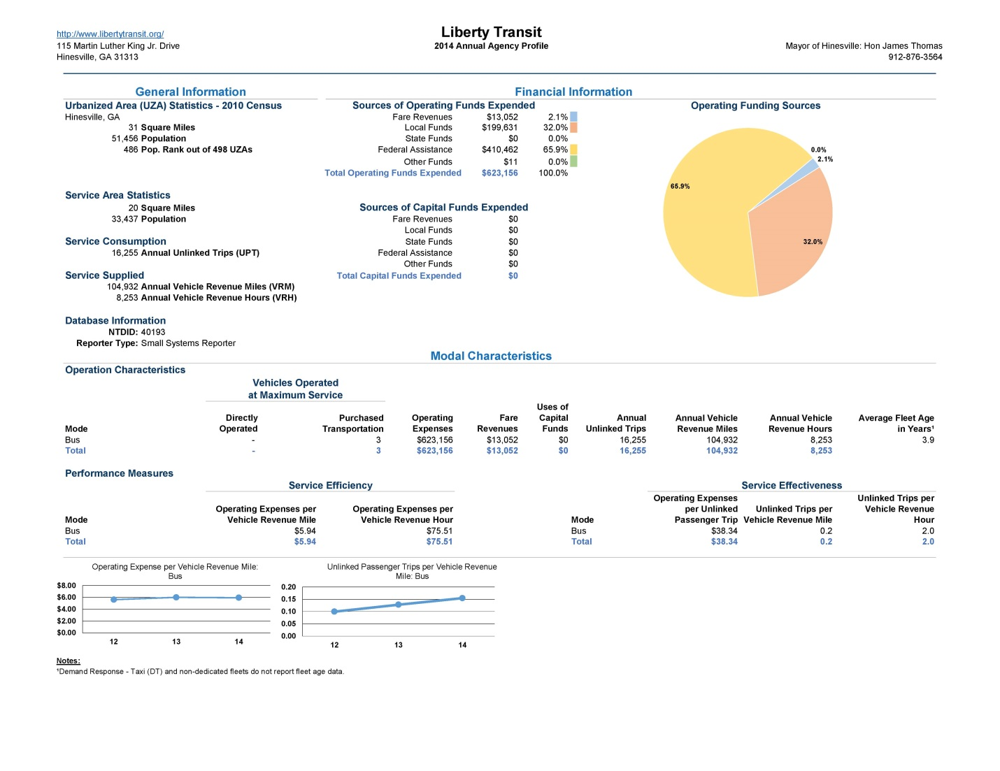 http://www.libertytransit.org/
115 Martin Luther King Jr. Drive
Hinesville, GA 31313
Liberty Transit
2014 Annual Agency Profile
Mayor of Hinesville: Hon James Thomas
912-876-3564
General Information
Urbanized Area (UZA) Statistics - 2010 Census
Hinesville, GA
31 Square Miles
51,456 Population
486 Pop. Rank out of 498 UZAs
Service Area Statistics
20 Square Miles
33,437 Population
Service Consumption
16,255 Annual Unlinked Trips (UPT)
Service Supplied
104,932 Annual Vehicle Revenue Miles (VRM)
8,253 Annual Vehicle Revenue Hours (VRH)
Database Information
NTDID: 40193
Reporter Type: Small Systems Reporter
Financial Information
Sources of Operating Funds Expended
Fare Revenues $13,052 2.1%
Local Funds $199,631 32.0%
State Funds $0 0.0%
Federal Assistance $410,462 65.9%
Other Funds $11 0.0%
Total Operating Funds Expended $623,156 100.0%
Sources of Capital Funds Expended
Fare Revenues $0
Local Funds $0
State Funds $0
Federal Assistance $0
Other Funds $0
Total Capital Funds Expended $0
Operating Funding Sources
0.0%
2.1%
65.9%
32.0%
Modal Characteristics
Operation Characteristics
Vehicles Operated
at Maximum Service
Uses of
Directly Purchased Operating Fare Capital Annual Annual Vehicle Annual Vehicle Average Fleet Age
Mode Operated Transportation Expenses Revenues Funds Unlinked Trips Revenue Miles Revenue Hours in Years¹
Bus - 3 $623,156 $13,052 $0 16,255 104,932 8,253 3.9
Total - 3 $623,156 $13,052 $0 16,255 104,932 8,253
Performance Measures
Service Efficiency
Operating Expenses per Operating Expenses per
Mode Vehicle Revenue Mile Vehicle Revenue Hour
Bus $5.94 $75.51
Total $5.94 $75.51
Service Effectiveness
Operating Expenses Unlinked Trips per
per Unlinked Unlinked Trips per Vehicle Revenue
Mode Passenger Trip Vehicle Revenue Mile Hour
Bus $38.34 0.2 2.0
Total $38.34 0.2 2.0
Operating Expense per Vehicle Revenue Mile:
Bus
$8.00
$6.00
$4.00
$2.00
$0.00
12 13 14
Unlinked Passenger Trips per Vehicle Revenue
Mile: Bus
0.20
0.15
0.10
0.05
0.00
12 13 14
Notes:
¹Demand Response - Taxi (DT) and non-dedicated fleets do not report fleet age data.